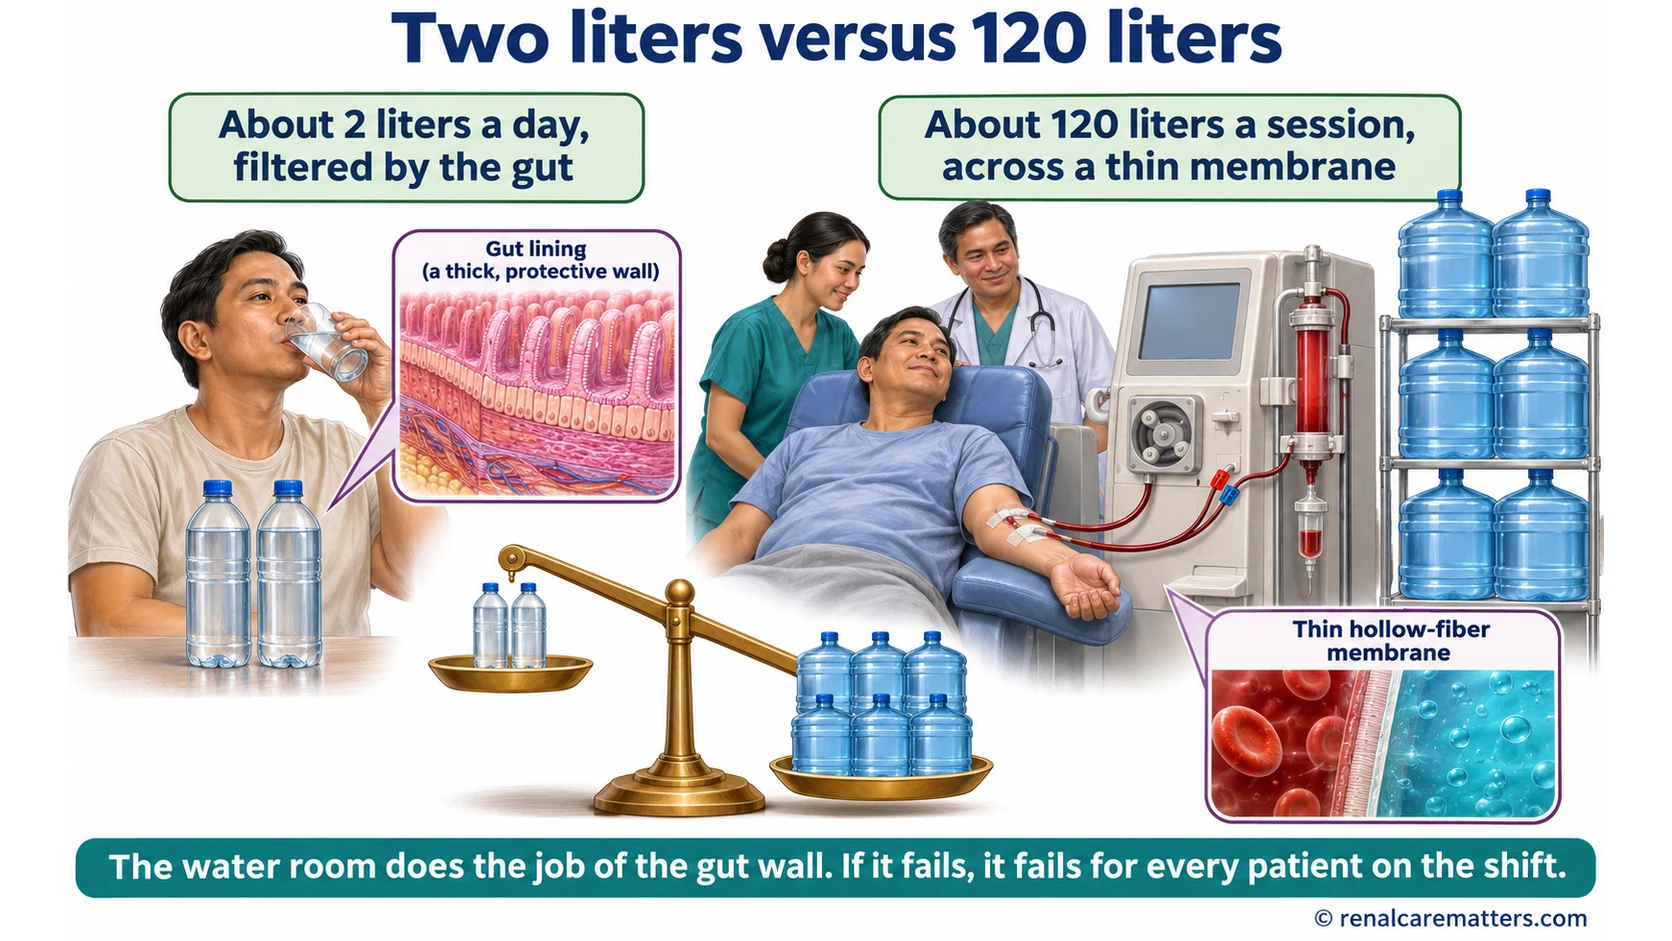 Two liters versus 120 liters
About 2 liters a day,
filtered by the gut
About 120 liters a session,
across a thin membrane
Gut lining
(a thick, protective wall)
Thin hollow-fiber
membrane
The water room does the job of the gut wall. If it fails, it fails for every patient on the shift.
© renalcarematters.com